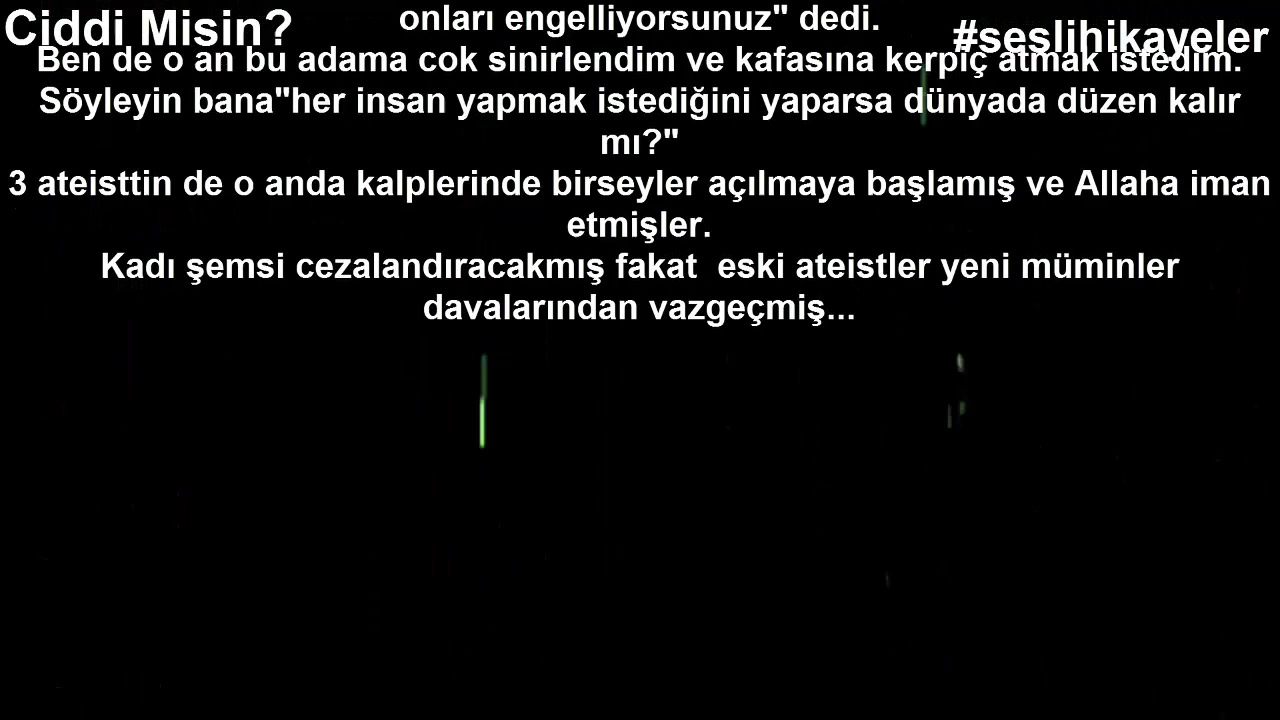 Ciddi Misin?
#seslihikayeler
onları engelliyorsunuz" dedi.
Ben de o an bu adama cok sinirlendim ve kafasına kerpiç atmak istedim.
Söyleyin bana"her insan yapmak istediğini yaparsa dünyada düzen kalır
mı?"
3 ateisttin de o anda kalplerinde birseyler açılmaya başlamış ve Allaha iman
etmişler.
Kadı şemsi cezalandıracakmış fakat  eski ateistler yeni müminler
davalarından vazgeçmiş...